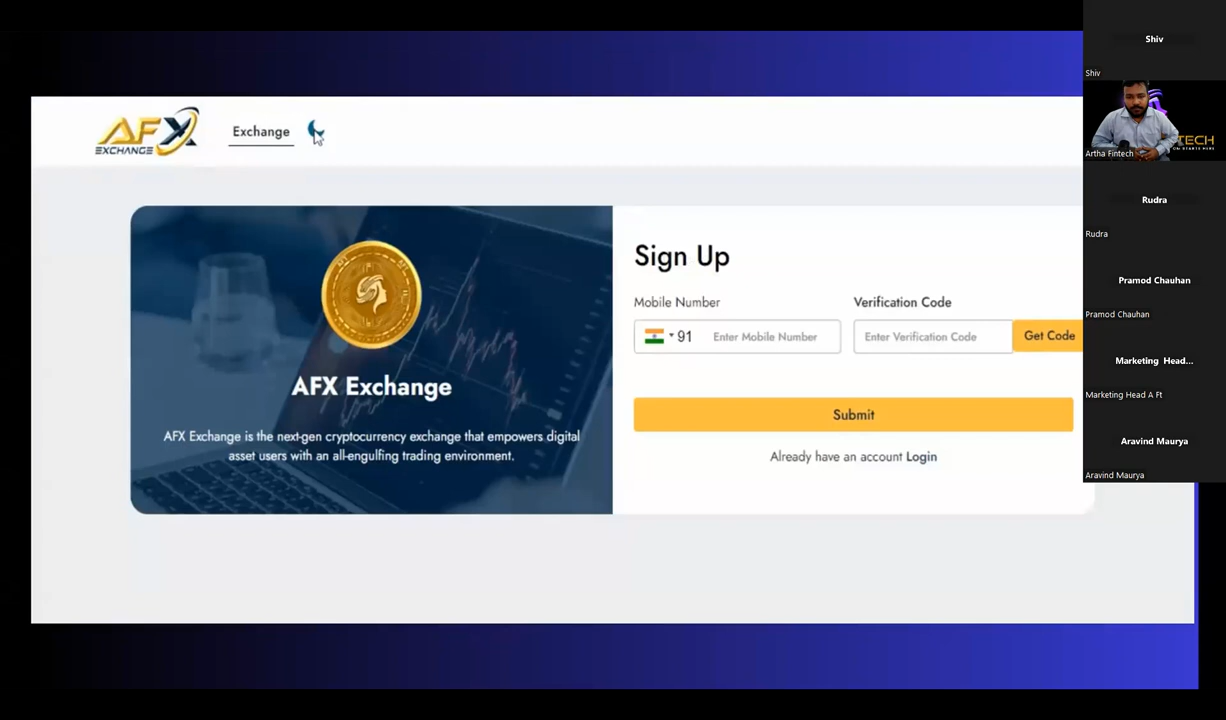 AFX
EXCHANGE
Exchange
AFX Exchange
AFX Exchange is the next-gen cryptocurrency exchange that empowers digital
asset users with an all-engulfing trading environment.
Sign Up
Mobile Number
Verification Code
91
Enter Mobile Number
Enter Verification Code
Get Code
Submit
Already have an account Login
Shiv
Shiv
TECH
Artha Fintech
Rudra
Rudra
Pramod Chauhan
Pramod Chauhan
Marketing Head...
Marketing Head A Ft
Aravind Maurya
Aravind Maurya